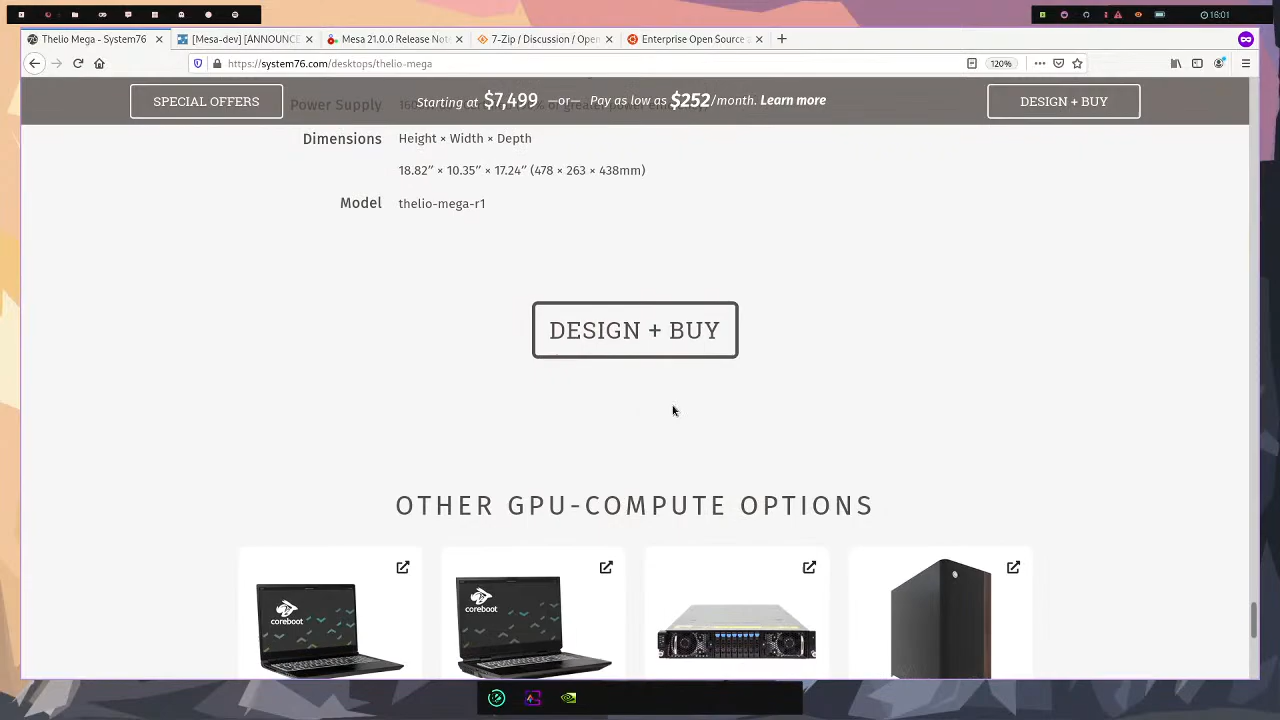 16:01
Thelio Mega - System76
[Mesa-dev] [ANNOUNCE
Mesa 21.0.0 Release Not
7-Zip / Discussion / Open
Enterprise Open Source
https://system76.com/desktops/thelio-mega
120%
SPECIAL OFFERS
Starting at $7,499 —or— Pay as low as $252/month. Learn more
DESIGN + BUY
Power Supply
Dimensions
Height × Width × Depth
18.82″ × 10.35″ × 17.24″ (478 × 263 × 438mm)
Model
thelio-mega-r1
DESIGN + BUY
OTHER GPU-COMPUTE OPTIONS
coreboot
coreboot